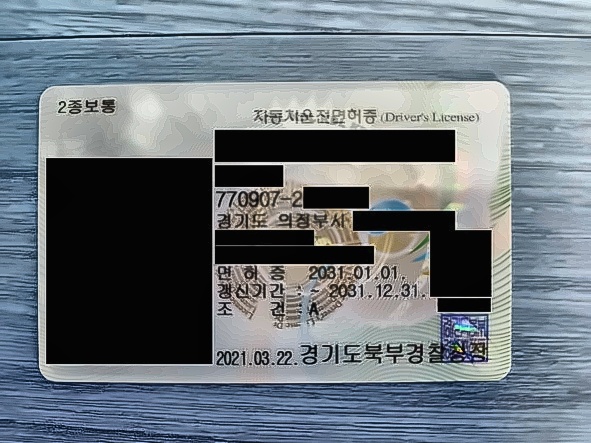 2종보통
자동차운전면허증 (Driver's License)
770907-2
경기도 의정부시
면 허 증 2031.01.01.
갱신기간 : ~ 2031.12.31.
조 건 : A
2021.03.22. 경기도북부경찰청장